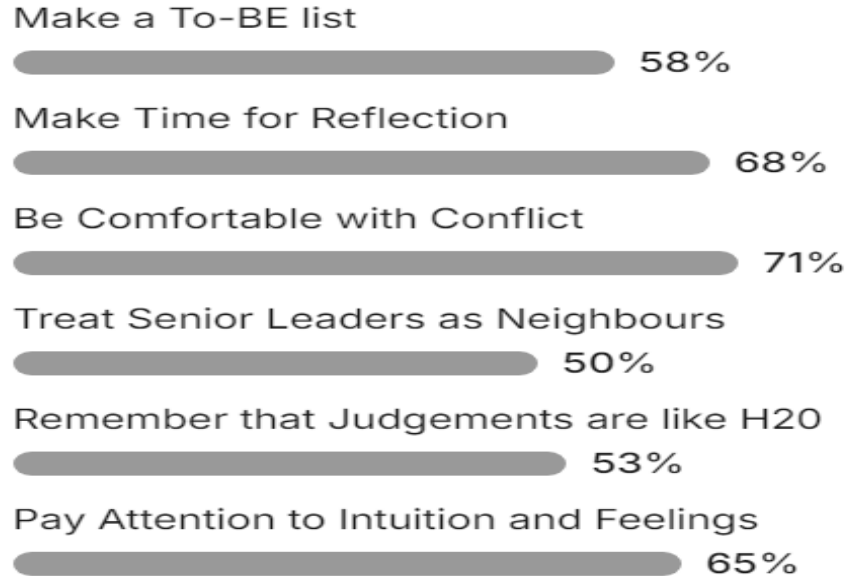 Make a To-BE list
58%
Make Time for Reflection
68%
Be Comfortable with Conflict
71%
Treat Senior Leaders as Neighbours
50%
Remember that Judgements are like H20
53%
Pay Attention to Intuition and Feelings
65%